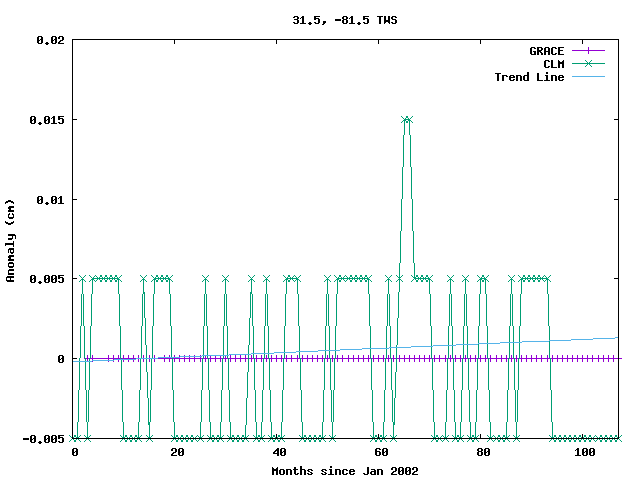 31.5, -81.5 TWS
0.02
GRACE
CLM
Trend Line
0.015
0.01
Anomaly (cm)
0.005
0
-0.005
0 20 40 60 80 100
Months since Jan 2002